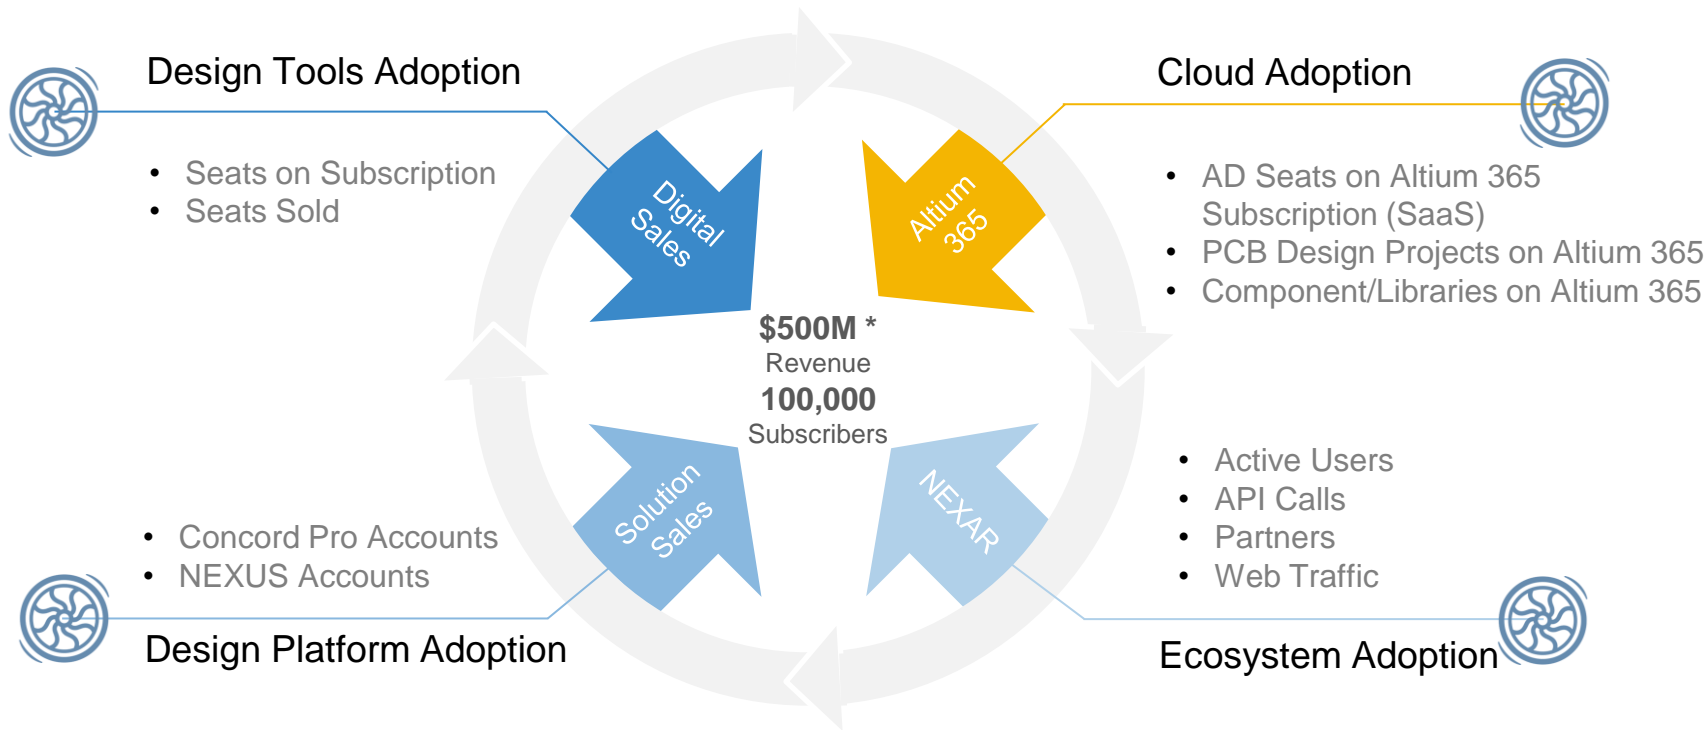 Design Tools Adoption
• Seats on Subscription
• Seats Sold
Digital
Sales
Cloud Adoption
• AD Seats on Altium 365
Subscription (SaaS)
• PCB Design Projects on Altium 365
• Component/Libraries on Altium 365
Altium
365
$500M *
Revenue
100,000
Subscribers
Solution
Sales
• Concord Pro Accounts
• NEXUS Accounts
Design Platform Adoption
NEXAR
• Active Users
• API Calls
• Partners
• Web Traffic
Ecosystem Adoption